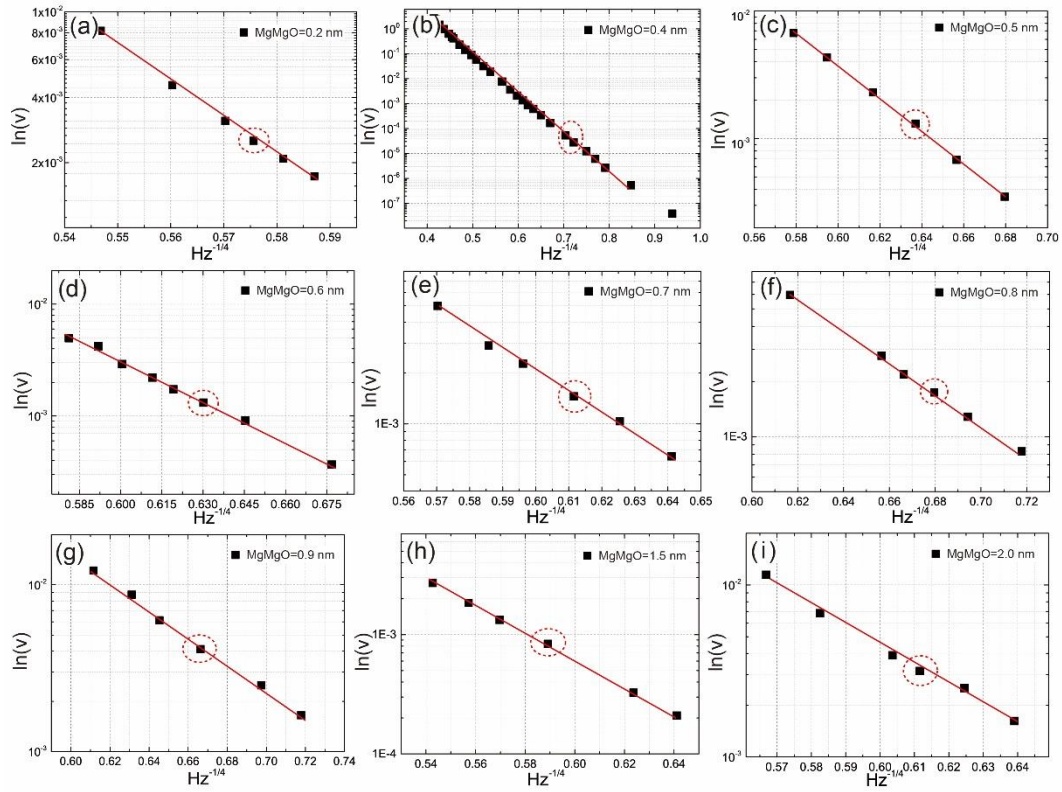 (a)
MgMgO=0.2 nm
1x10⁻²
8x10⁻³
6x10⁻³
4x10⁻³
2x10⁻³
ln(v)
0.54 0.55 0.56 0.57 0.58 0.59
Hz⁻¹/⁴
(b)
MgMgO=0.4 nm
10⁰
10⁻¹
10⁻²
10⁻³
10⁻⁴
10⁻⁵
10⁻⁶
10⁻⁷
ln(v)
0.4 0.5 0.6 0.7 0.8 0.9 1.0
Hz⁻¹/⁴
(c)
MgMgO=0.5 nm
10⁻²
10⁻³
ln(v)
0.56 0.58 0.60 0.62 0.64 0.66 0.68 0.70
Hz⁻¹/⁴
(d)
MgMgO=0.6 nm
10⁻²
10⁻³
ln(v)
0.585 0.600 0.615 0.630 0.645 0.660 0.675
Hz⁻¹/⁴
(e)
MgMgO=0.7 nm
1E-3
ln(v)
0.56 0.57 0.58 0.59 0.60 0.61 0.62 0.63 0.64 0.65
Hz⁻¹/⁴
(f)
MgMgO=0.8 nm
1E-3
ln(v)
0.60 0.62 0.64 0.66 0.68 0.70 0.72
Hz⁻¹/⁴
(g)
MgMgO=0.9 nm
10⁻²
10⁻³
ln(v)
0.60 0.62 0.64 0.66 0.68 0.70 0.72 0.74
Hz⁻¹/⁴
(h)
MgMgO=1.5 nm
1E-3
1E-4
ln(v)
0.54 0.56 0.58 0.60 0.62 0.64
Hz⁻¹/⁴
(i)
MgMgO=2.0 nm
10⁻²
10⁻³
ln(v)
0.57 0.58 0.59 0.60 0.61 0.62 0.63 0.64
Hz⁻¹/⁴